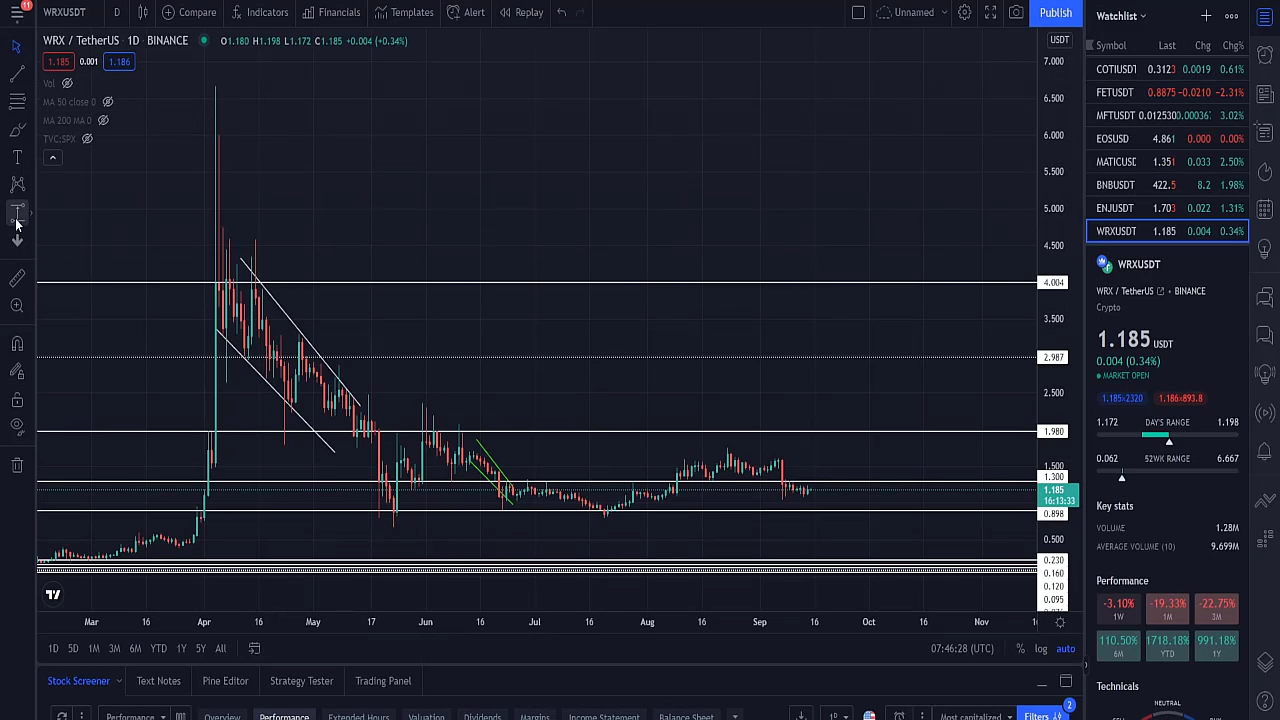 11
WRXUSDT D Compare Indicators Financials Templates Alert Replay Unnamed Publish
WRX / TetherUS · 1D · BINANCE O1.180 H1.198 L1.172 C1.185 +0.004 (+0.34%)
1.185 0.001 1.186
Vol
MA 50 close 0
MA 200 MA 0
TVC:SPX
USDT
7.000
6.500
6.000
5.500
5.000
4.500
4.004
3.500
2.987
2.500
1.980
1.500
1.300
1.185
16:13:33
0.898
0.500
0.230
0.160
0.120
0.095
Mar 16 Apr 16 May 17 Jun 16 Jul 16 Aug 16 Sep 16 Oct 16 Nov
1D 5D 1M 3M 6M YTD 1Y 5Y All
07:46:28 (UTC) % log auto
Stock Screener Text Notes Pine Editor Strategy Tester Trading Panel
Performance Overview Performance Extended Hours Valuation Dividends Margins Income Statement Balance Sheet 1D Most capitalized Filters 2
Watchlist
Symbol Last Chg Chg%
COTIUSDT 0.3123 0.0019 0.61%
FETUSDT 0.8875 -0.0210 -2.31%
MFTUSDT 0.012530 0.000367 3.02%
EOSUSD 4.861 0.000 0.00%
MATICUSD 1.351 0.033 2.50%
BNBUSDT 422.5 8.2 1.98%
ENJUSDT 1.703 0.022 1.31%
WRXUSDT 1.185 0.004 0.34%
WRXUSDT
WRX / TetherUS • BINANCE
Crypto
1.185 USDT
0.004 (0.34%)
MARKET OPEN
1.185×2320 1.186×893.8
1.172 DAYS RANGE 1.198
0.062 52WK RANGE 6.667
Key stats
VOLUME 1.28M
AVERAGE VOLUME (10) 9.699M
Performance
-3.10% -19.33% -22.75%
1W 1M 3M
110.50% 1718.18% 991.18%
6M YTD 1Y
Technicals
NEUTRAL